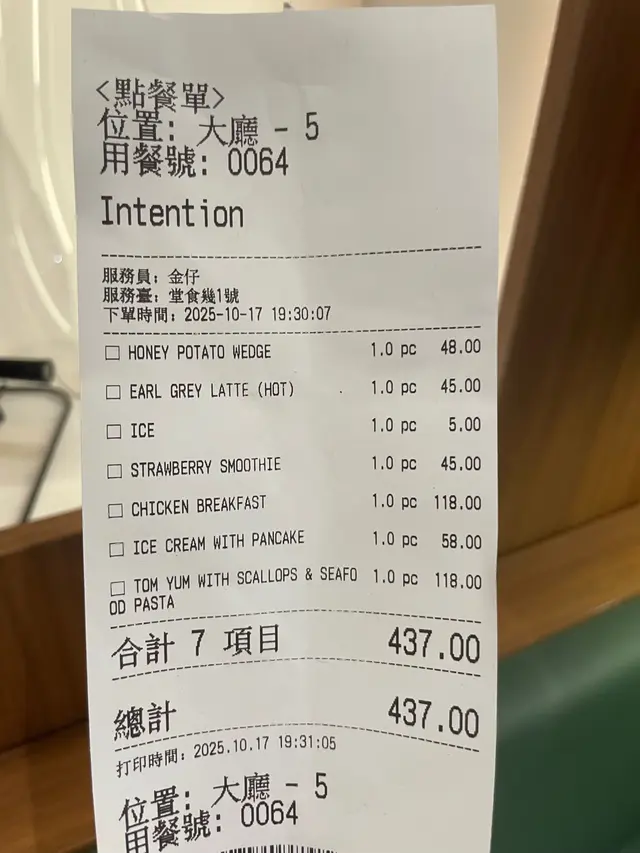 <點餐單>
位置: 大廳 - 5
用餐號: 0064
Intention
服務員: 金仔
服務臺: 堂食幾1號
下單時間: 2025-10-17 19:30:07
HONEY POTATO WEDGE 1.0 pc 48.00
EARL GREY LATTE (HOT) 1.0 pc 45.00
ICE 1.0 pc 5.00
STRAWBERRY SMOOTHIE 1.0 pc 45.00
CHICKEN BREAKFAST 1.0 pc 118.00
ICE CREAM WITH PANCAKE 1.0 pc 58.00
TOM YUM WITH SCALLOPS & SEAFO 1.0 pc 118.00
OD PASTA
合計 7 項目 437.00
總計 437.00
打印時間: 2025.10.17 19:31:05
位置: 大廳 - 5
用餐號: 0064